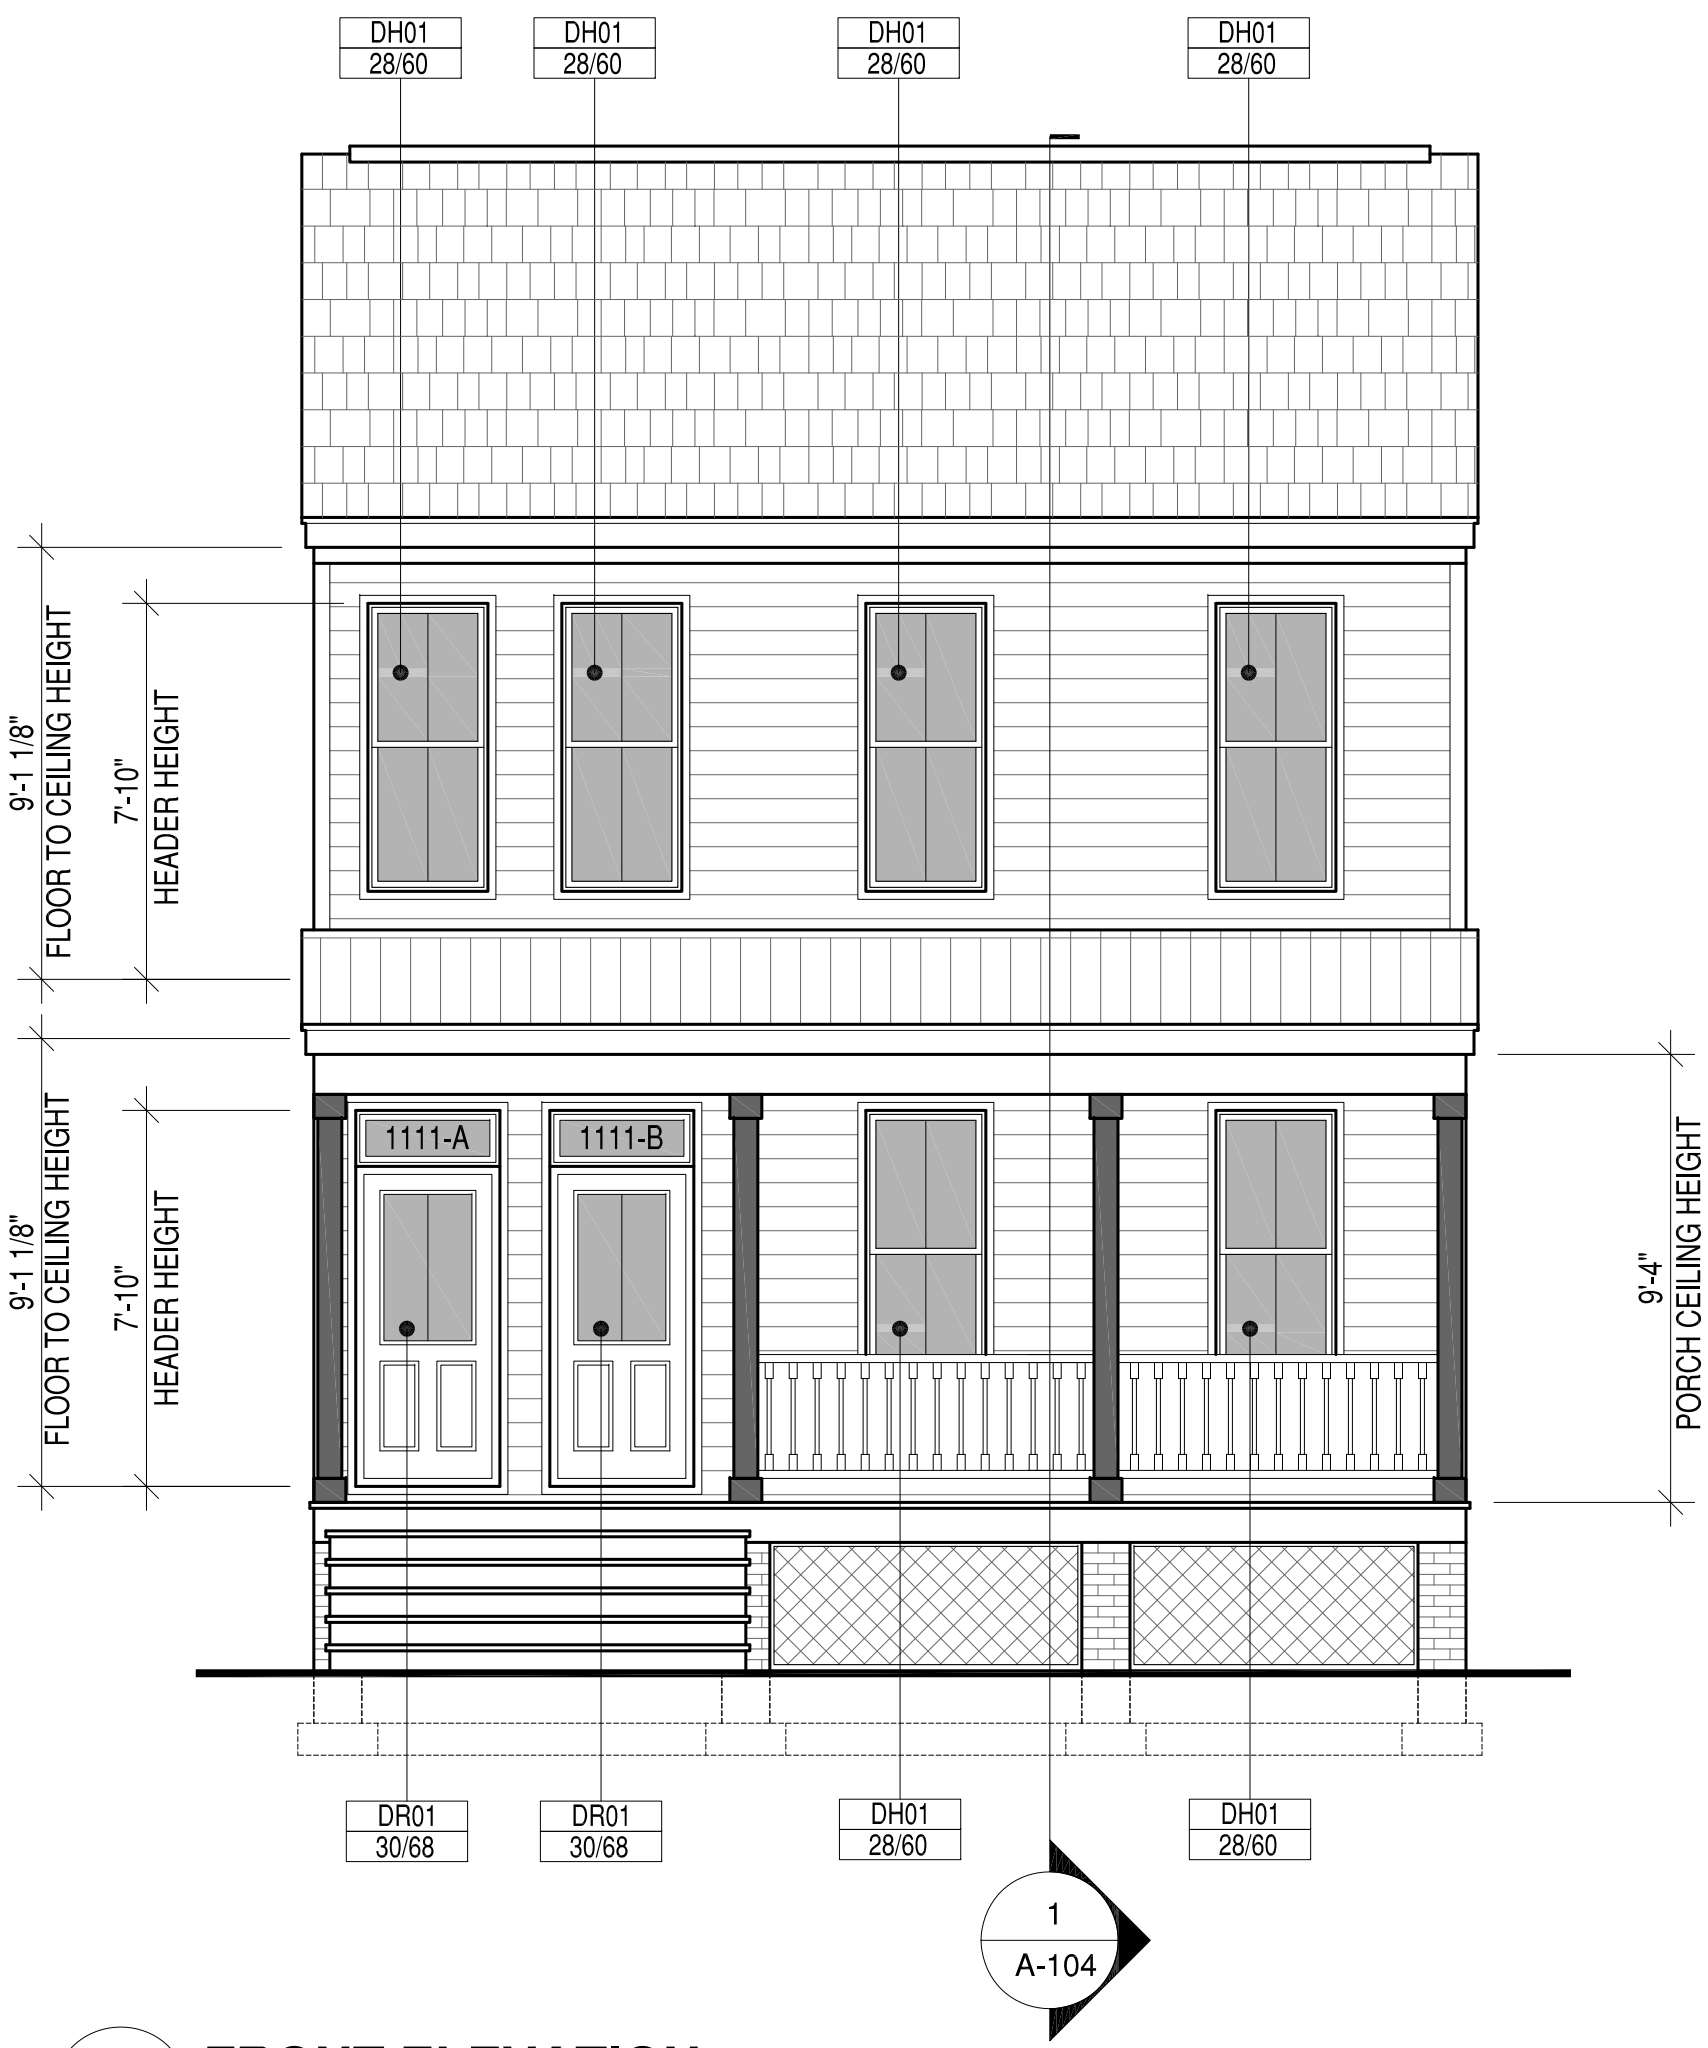 DH01
28/60
DH01
28/60
DH01
28/60
DH01
28/60
9'-1 1/8"
FLOOR TO CEILING HEIGHT
7'-10"
HEADER HEIGHT
9'-1 1/8"
FLOOR TO CEILING HEIGHT
7'-10"
HEADER HEIGHT
1111-A
1111-B
9'-4"
PORCH CEILING HEIGHT
DR01
30/68
DR01
30/68
DH01
28/60
DH01
28/60
1
A-104
FRONT ELEVATION